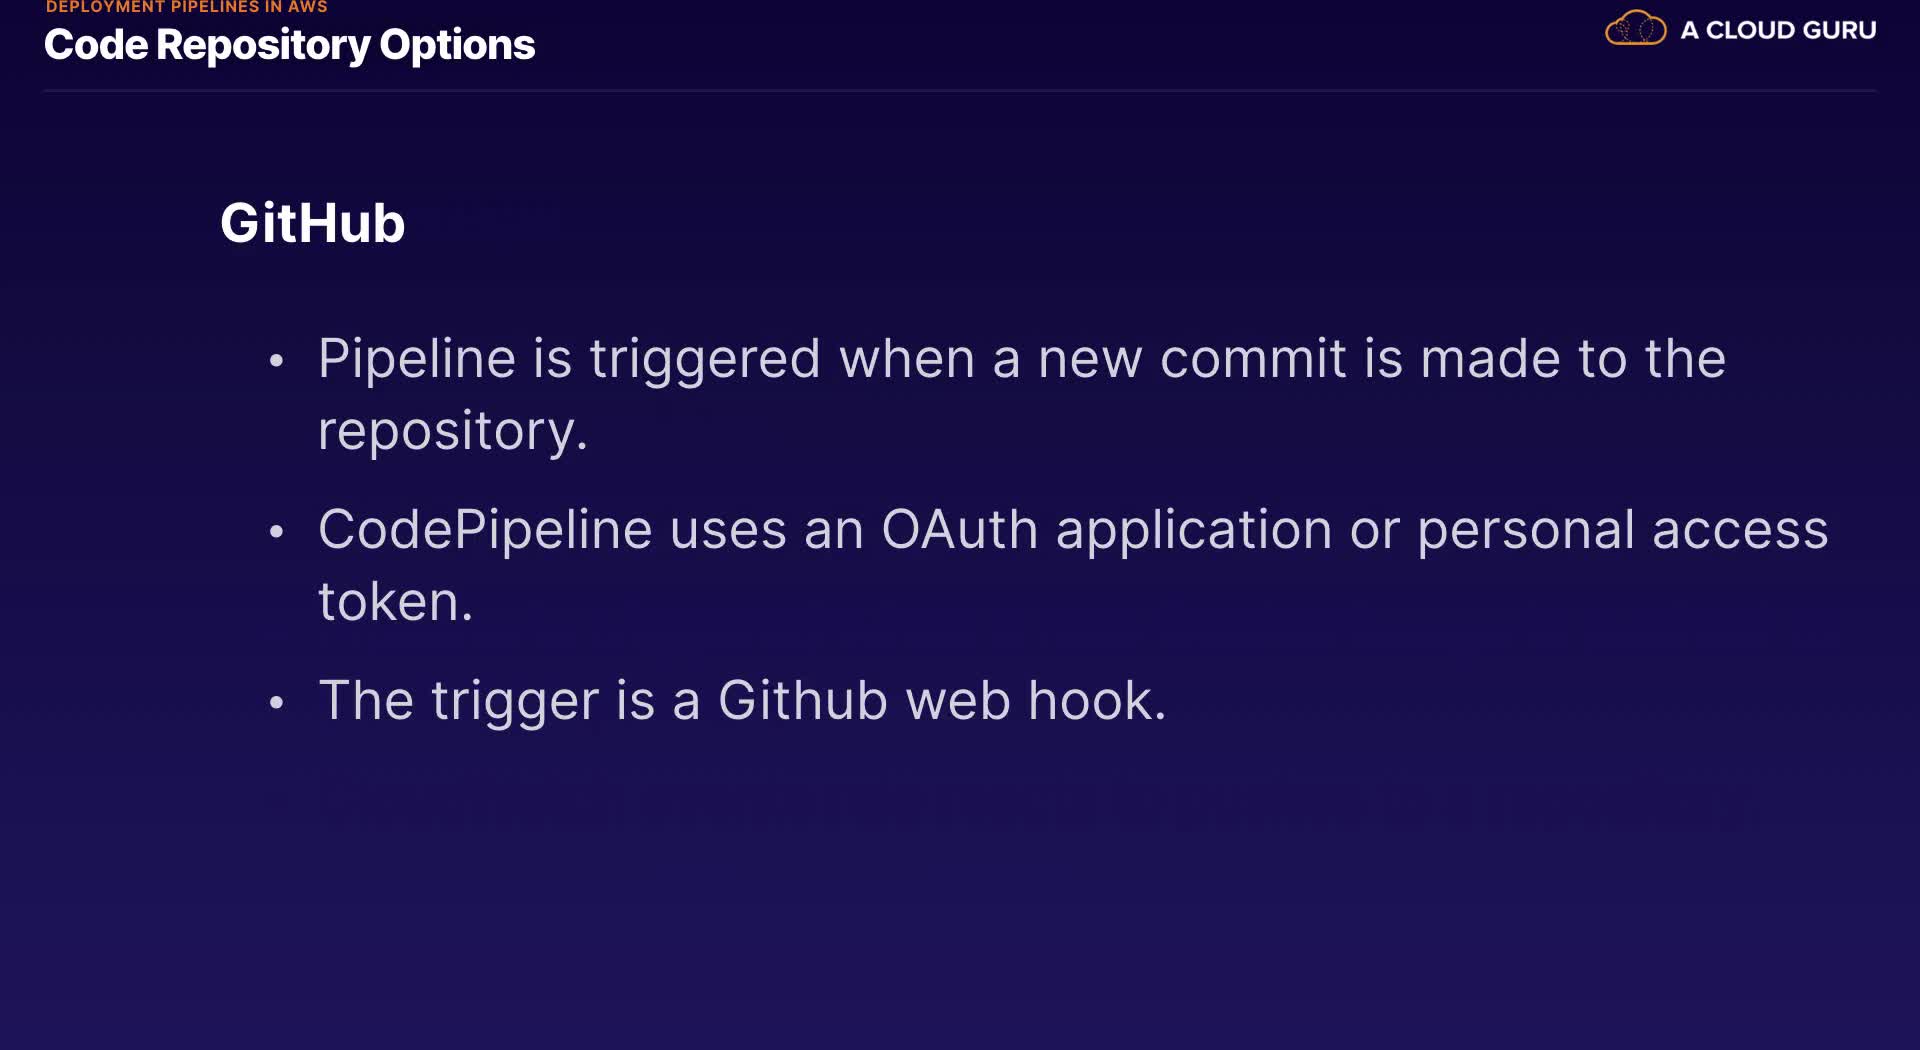 DEPLOYMENT PIPELINES IN AWS
Code Repository Options
A CLOUD GURU
GitHub
• Pipeline is triggered when a new commit is made to the
repository.
• CodePipeline uses an OAuth application or personal access
token.
• The trigger is a Github web hook.